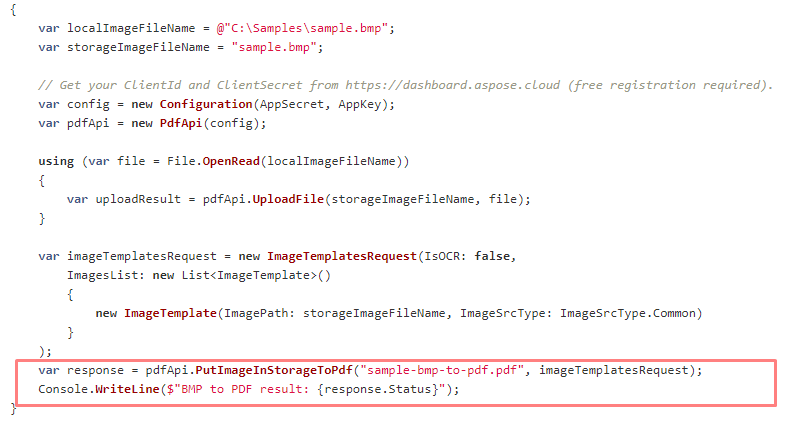 {
    var localImageFileName = @"C:\Samples\sample.bmp";
    var storageImageFileName = "sample.bmp";
    // Get your ClientId and ClientSecret from https://dashboard.aspose.cloud (free registration required).
    var config = new Configuration(AppSecret, AppKey);
    var pdfApi = new PdfApi(config);
    using (var file = File.OpenRead(localImageFileName))
    {
        var uploadResult = pdfApi.UploadFile(storageImageFileName, file);
    }
    var imageTemplatesRequest = new ImageTemplatesRequest(IsOCR: false,
        ImagesList: new List<ImageTemplate>()
        {
            new ImageTemplate(ImagePath: storageImageFileName, ImageSrcType: ImageSrcType.Common)
        }
    );
    var response = pdfApi.PutImageInStorageToPdf("sample-bmp-to-pdf.pdf", imageTemplatesRequest);
    Console.WriteLine($"BMP to PDF result: {response.Status}");
}